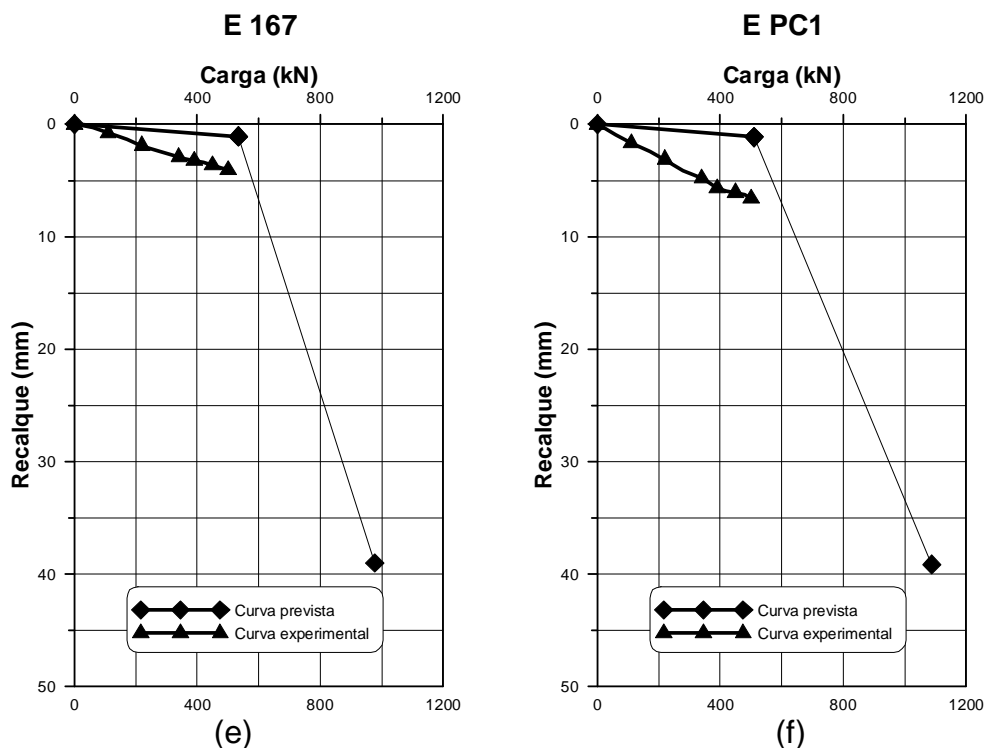 E 167
Carga (kN)
0 400 800 1200
0
10
20
30
40
50
Recalque (mm)
Curva prevista
Curva experimental
0 400 800 1200
(e)
E PC1
Carga (kN)
0 400 800 1200
0
10
20
30
40
50
Recalque (mm)
Curva prevista
Curva experimental
0 400 800 1200
(f)